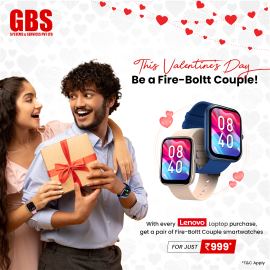 GBS
SYSTEMS & SERVICES PVT LTD
This Valentine's Day
Be a Fire-Boltt Couple!
08
40
08
40
With every Lenovo Laptop purchase,
get a pair of Fire-Boltt Couple smartwatches
FOR JUST ₹999*
*T&C Apply